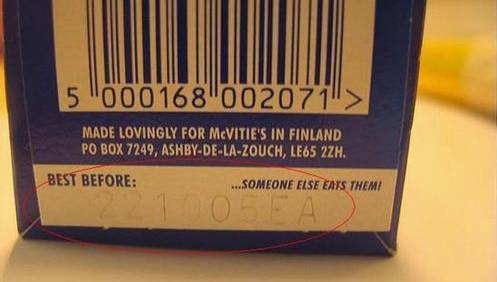 5 000168 002071 >
MADE LOVINGLY FOR McVITIE'S IN FINLAND
PO BOX 7249, ASHBY-DE-LA-ZOUCH, LE65 2ZH.
BEST BEFORE: ...SOMEONE ELSE EATS THEM!
221005EA